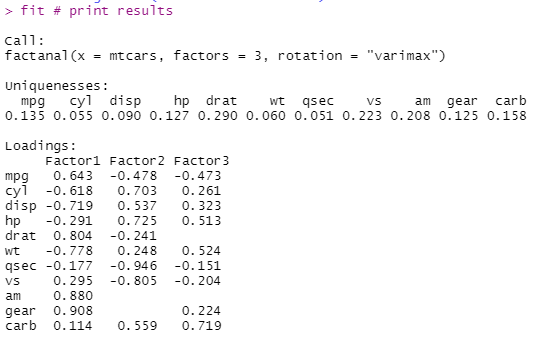 > fit # print results
Call:
factanal(x = mtcars, factors = 3, rotation = "varimax")
Uniquenesses:
  mpg   cyl  disp    hp  drat    wt  qsec    vs    am  gear  carb
0.135 0.055 0.090 0.127 0.290 0.060 0.051 0.223 0.208 0.125 0.158
Loadings:
     Factor1 Factor2 Factor3
mpg   0.643  -0.478  -0.473
cyl  -0.618   0.703   0.261
disp -0.719   0.537   0.323
hp   -0.291   0.725   0.513
drat  0.804  -0.241
wt   -0.778   0.248   0.524
qsec -0.177  -0.946  -0.151
vs    0.295  -0.805  -0.204
am    0.880
gear  0.908           0.224
carb  0.114   0.559   0.719